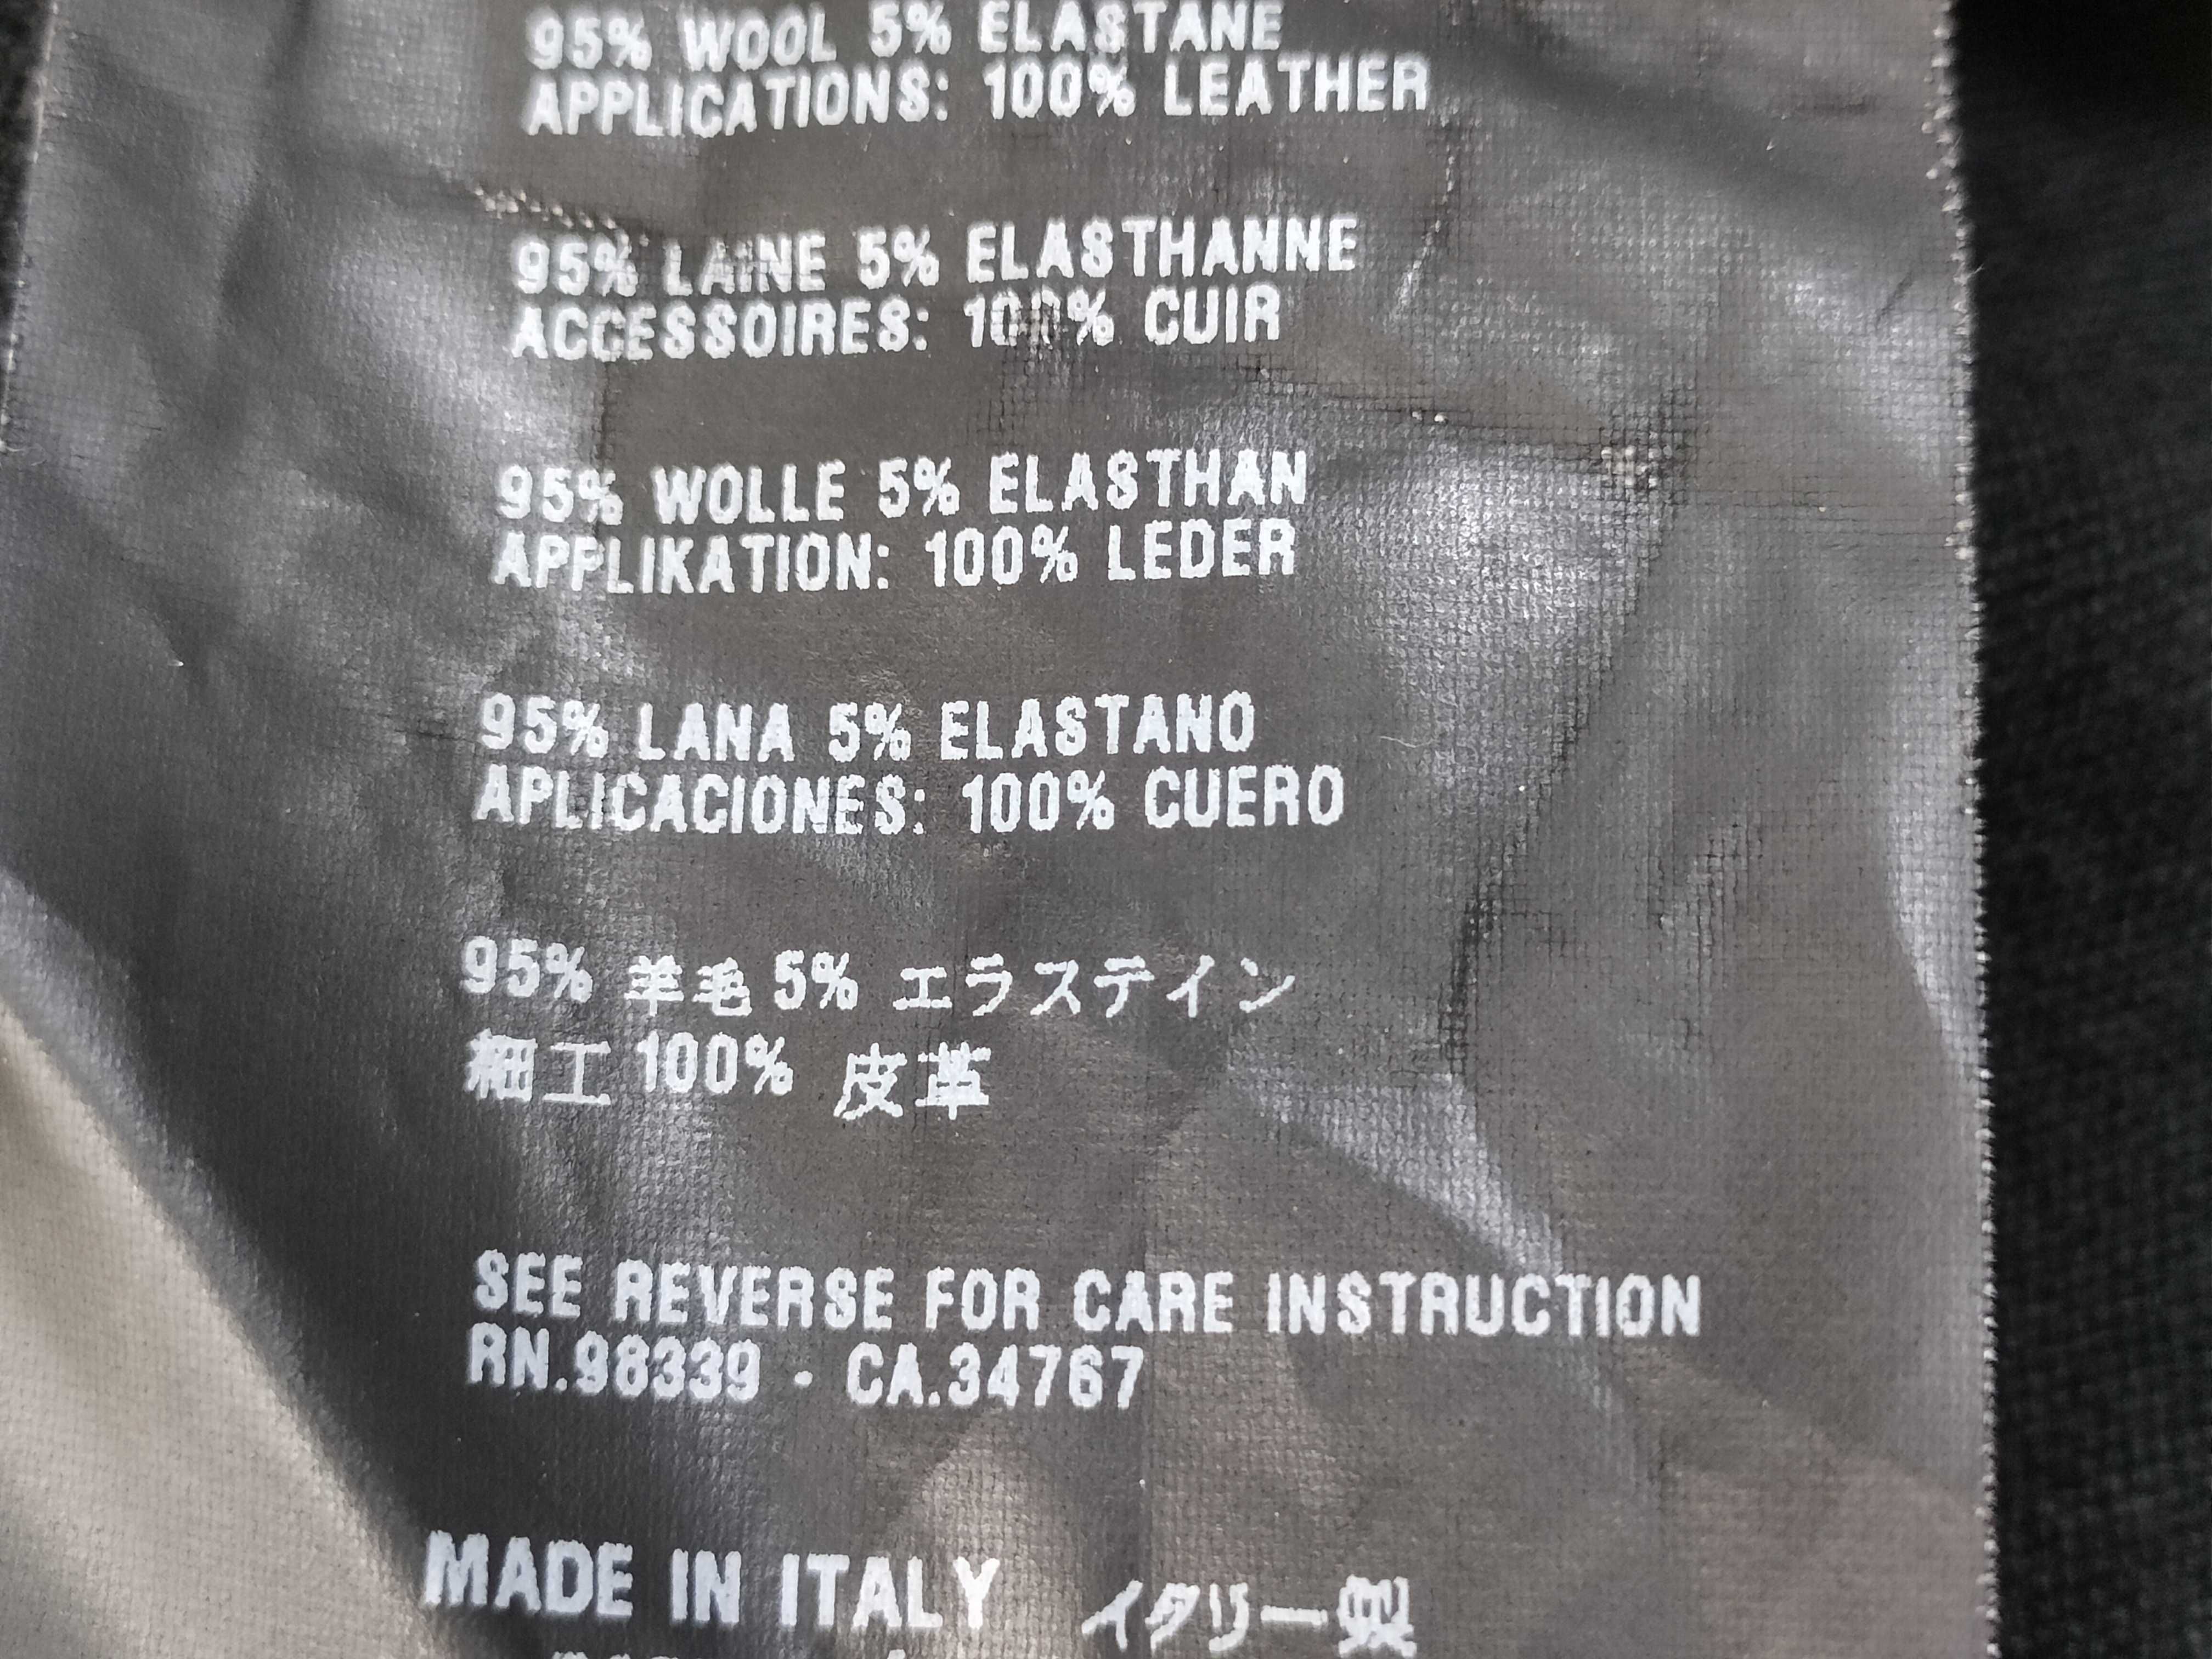 95% WOOL 5% ELASTANE
APPLICATIONS: 100% LEATHER
95% LAINE 5% ELASTHANNE
ACCESSOIRES: 100% CUIR
95% WOLLE 5% ELASTHAN
APPLIKATION: 100% LEDER
95% LANA 5% ELASTANO
APLICACIONES: 100% CUERO
95% 羊毛 5% エラステイン
細工 100% 皮革
SEE REVERSE FOR CARE INSTRUCTION
RN.98339 - CA.34767
MADE IN ITALY イタリー製